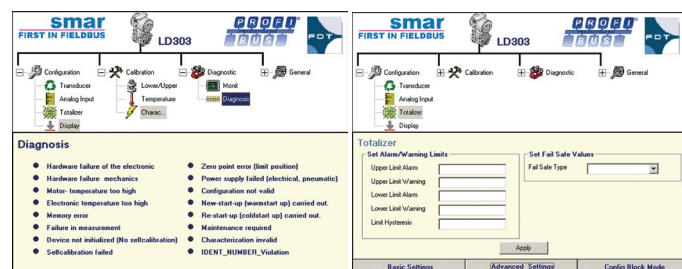 smar
FIRST IN FIELDBUS
LD303
PROFI
BUS
FDT
Configuration
Calibration
Diagnostic
General
Transducer
Lower/Upper
Monit
Analog Input
Temperature
Diagnosis
Totalizer
Charac...
Display
Diagnosis
Hardware failure of the electronic
Hardware failure mechanics
Motor- temperature too high
Electronic temperature too high
Memory error
Failure in measurement
Device not initialized (No selfcalibration)
Selfcalibration failed
Zero point error (limit position)
Power supply failed (electrical, pneumatic)
Configuration not valid
New-start-up (warmstart up) carried out.
Re-start-up (coldstart up) carried out.
Maintenance required
Characterization invalid
IDENT_NUMBER_Violation
smar
FIRST IN FIELDBUS
LD303
PROFI
BUS
FDT
Configuration
Calibration
Diagnostic
General
Transducer
Analog Input
Totalizer
Display
Totalizer
Set Alarm/Warning Limits
Upper Limit Alarm
Upper Limit Warning
Lower Limit Alarm
Lower Limit Warning
Limit Hysteresis
Set Fail Safe Values
Fail Safe Type
Apply
Basic Settings
Advanced Settings
Config Block Mode